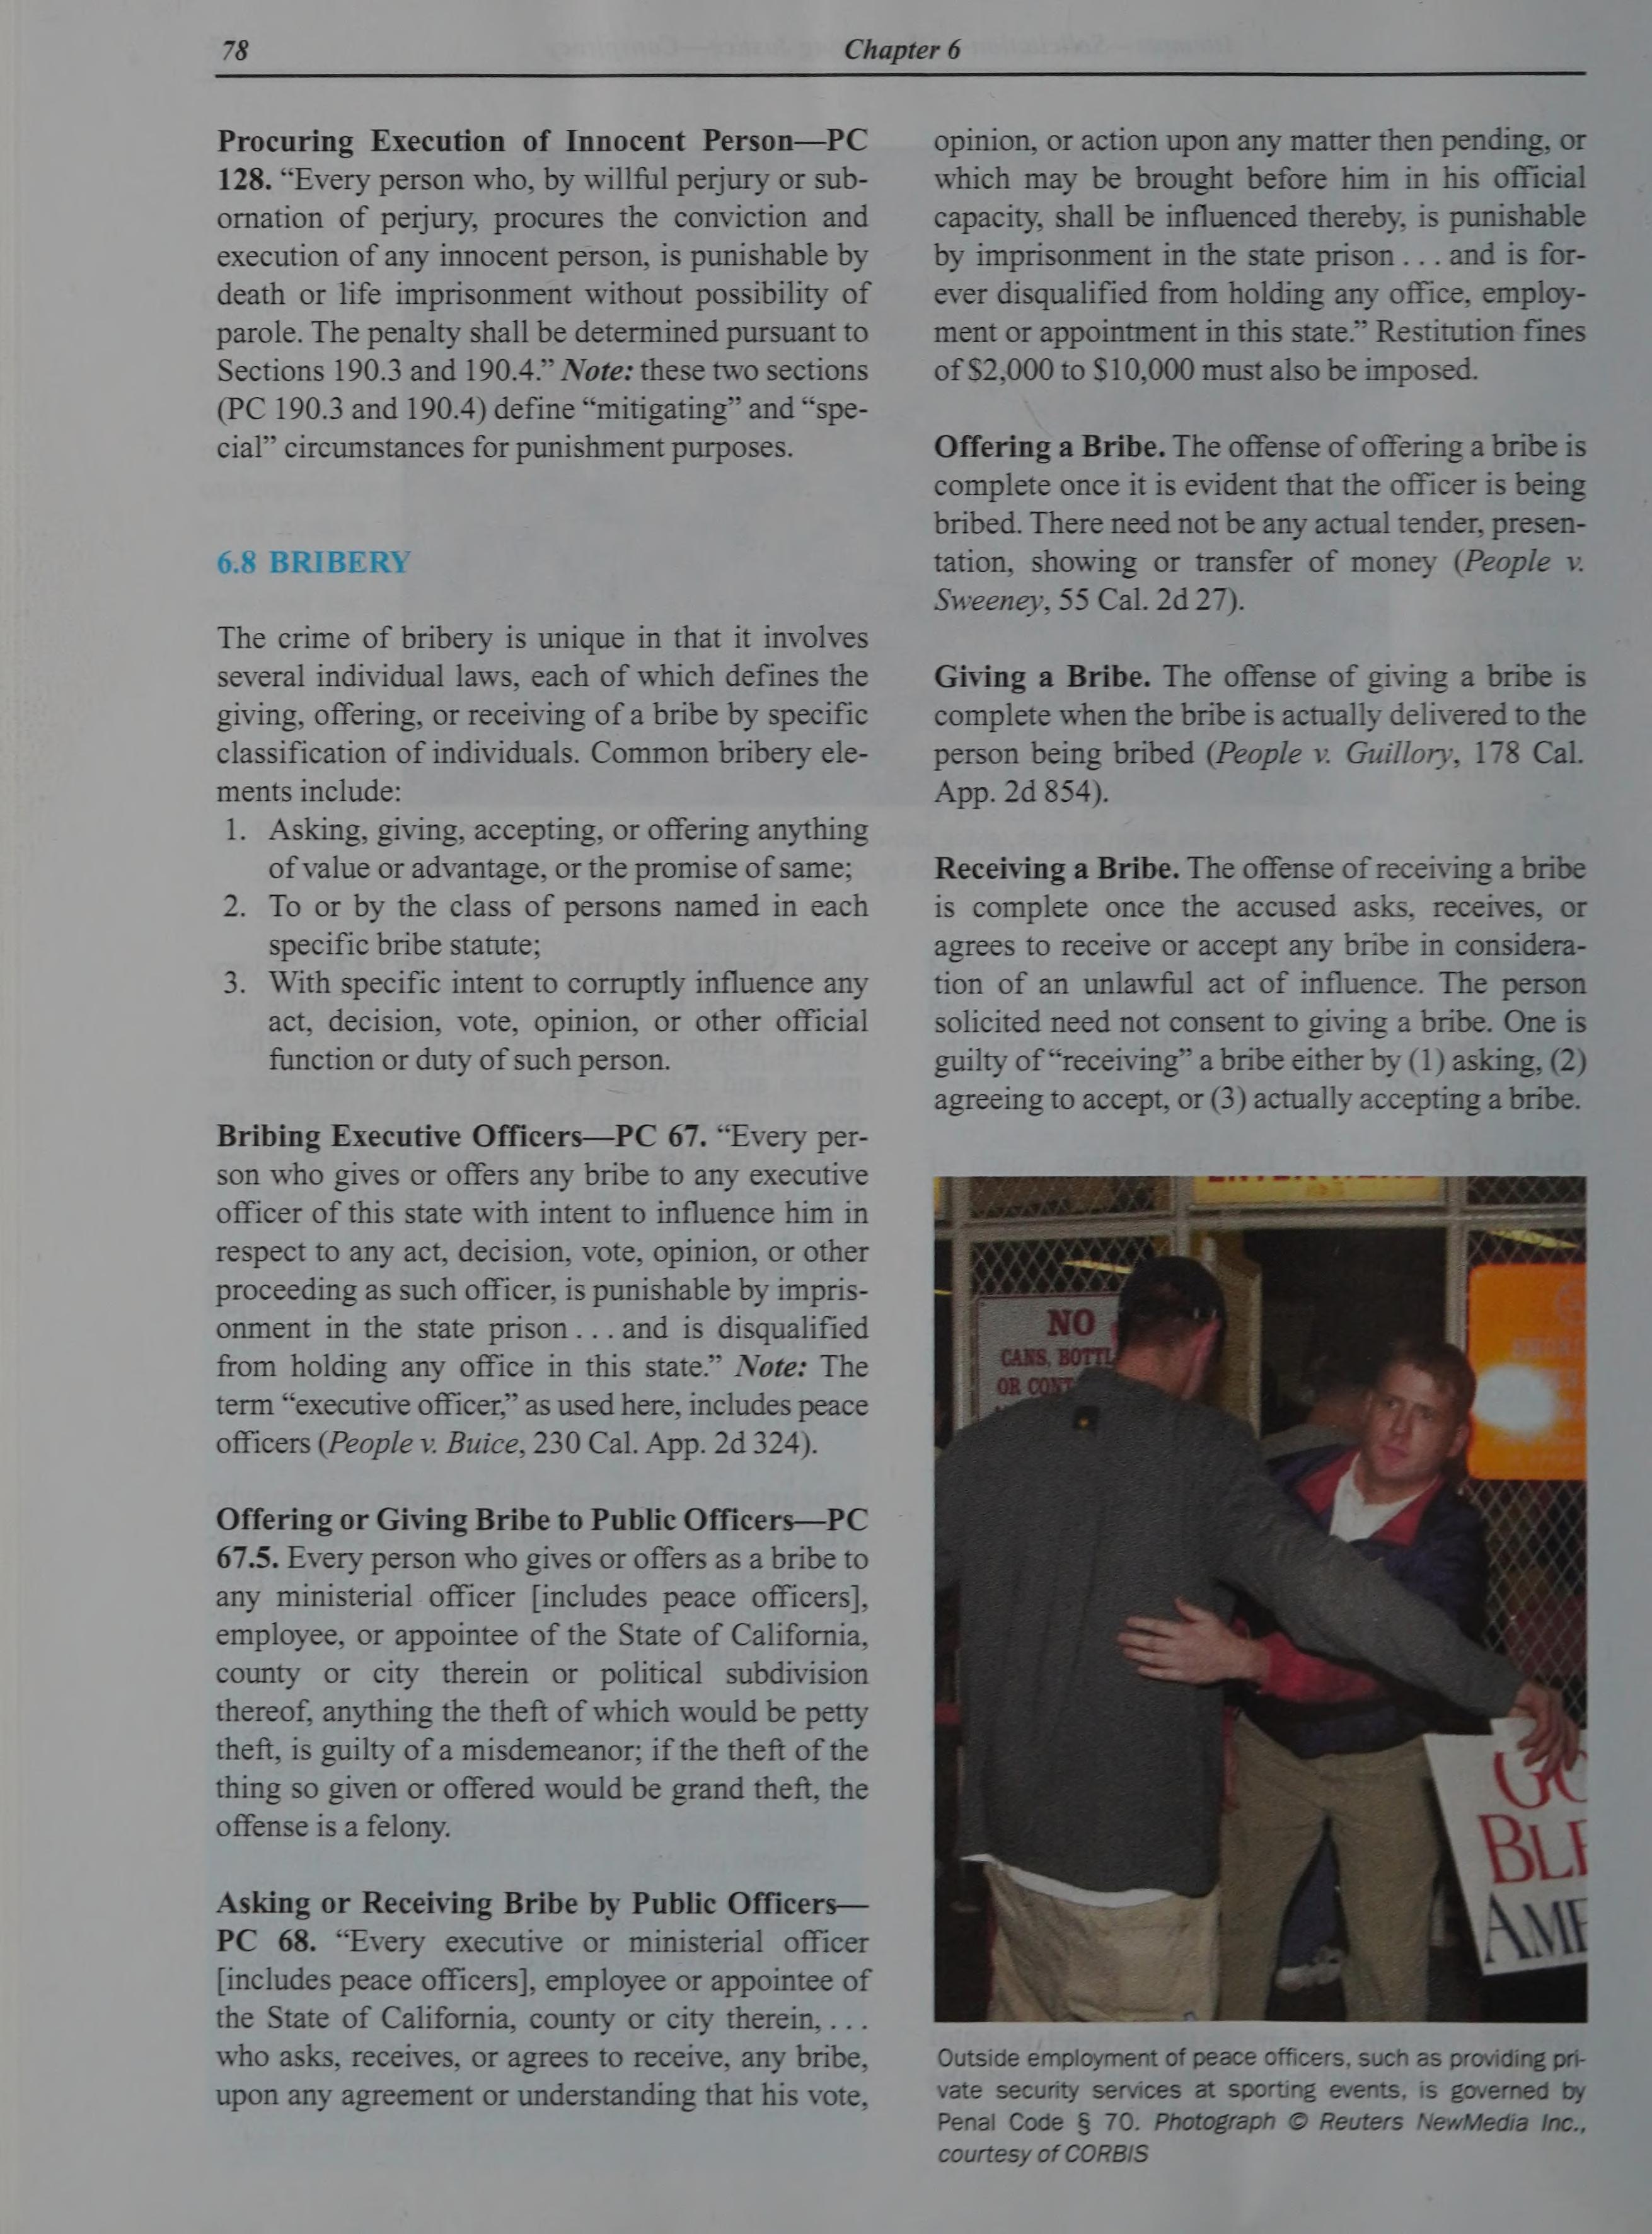 78
Chapter 6
Procuring Execution of Innocent Person—PC
128. “Every person who, by willful perjury or sub-
ornation of perjury, procures the conviction and
execution of any innocent person, is punishable by
death or life imprisonment without possibility of
parole. The penalty shall be determined pursuant to
Sections 190.3 and 190.4.” Note: these two sections
(PC 190.3 and 190.4) define “mitigating” and “spe-
cial” circumstances for punishment purposes.
6.8 BRIBERY
The crime of bribery is unique in that it involves
several individual laws, each of which defines the
giving, offering, or receiving of a bribe by specific
classification of individuals. Common bribery ele-
ments include:
1. Asking, giving, accepting, or offering anything
of value or advantage, or the promise of same;
2. To or by the class of persons named in each
specific bribe statute;
3. With specific intent to corruptly influence any
act, decision, vote, opinion, or other official
function or duty of such person.
Bribing Executive Officers—PC 67. “Every per-
son who gives or offers any bribe to any executive
officer of this state with intent to influence him in
respect to any act, decision, vote, opinion, or other
proceeding as such officer, is punishable by impris-
onment in the state prison . . . and is disqualified
from holding any office in this state.” Note: The
term “executive officer,” as used here, includes peace
officers (People v. Buice, 230 Cal. App. 2d 324).
Offering or Giving Bribe to Public Officers—PC
67.5. Every person who gives or offers as a bribe to
any ministerial officer [includes peace officers],
employee, or appointee of the State of California,
county or city therein or political subdivision
thereof, anything the theft of which would be petty
theft, is guilty of a misdemeanor; if the theft of the
thing so given or offered would be grand theft, the
offense is a felony.
Asking or Receiving Bribe by Public Officers—
PC 68. “Every executive or ministerial officer
[includes peace officers], employee or appointee of
the State of California, county or city therein, . . .
who asks, receives, or agrees to receive, any bribe,
upon any agreement or understanding that his vote,
opinion, or action upon any matter then pending, or
which may be brought before him in his official
capacity, shall be influenced thereby, is punishable
by imprisonment in the state prison . . . and is for-
ever disqualified from holding any office, employ-
ment or appointment in this state.” Restitution fines
of $2,000 to $10,000 must also be imposed.
Offering a Bribe. The offense of offering a bribe is
complete once it is evident that the officer is being
bribed. There need not be any actual tender, presen-
tation, showing or transfer of money (People v.
Sweeney, 55 Cal. 2d 27).
Giving a Bribe. The offense of giving a bribe is
complete when the bribe is actually delivered to the
person being bribed (People v. Guillory, 178 Cal.
App. 2d 854).
Receiving a Bribe. The offense of receiving a bribe
is complete once the accused asks, receives, or
agrees to receive or accept any bribe in considera-
tion of an unlawful act of influence. The person
solicited need not consent to giving a bribe. One is
guilty of “receiving” a bribe either by (1) asking, (2)
agreeing to accept, or (3) actually accepting a bribe.
NO
CANS, BOTTL
OR CONT
GO
BLE
AME
Outside employment of peace officers, such as providing pri-
vate security services at sporting events, is governed by
Penal Code § 70. Photograph © Reuters NewMedia Inc.,
courtesy of CORBIS